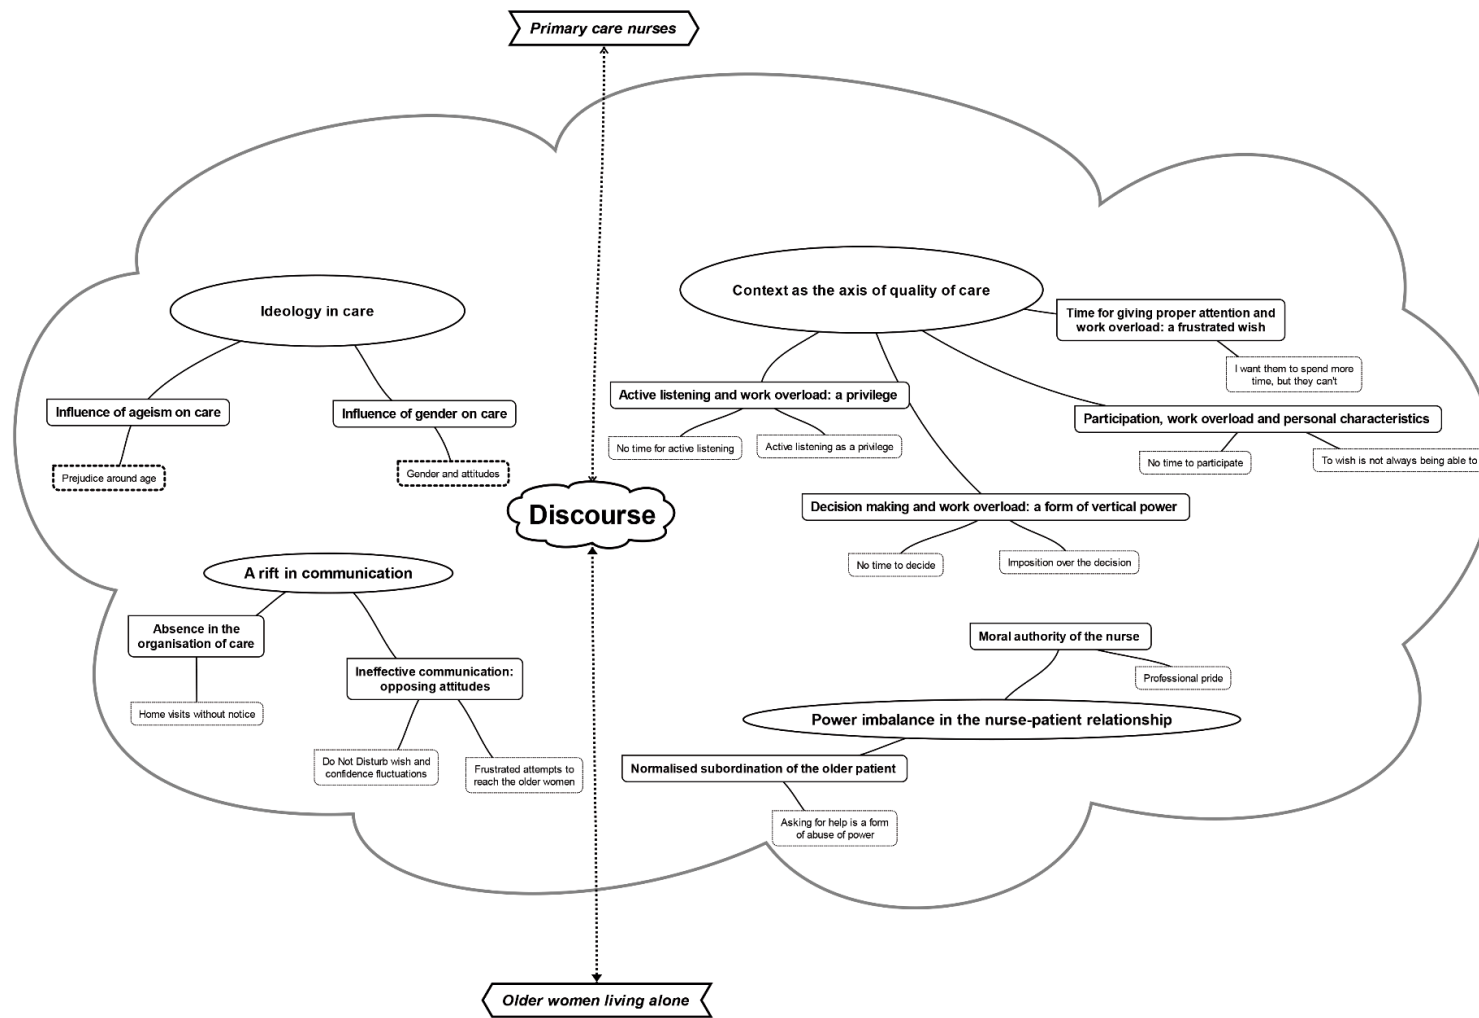 Primary care nurses
Ideology in care
Influence of ageism on care
Prejudice around age
Influence of gender on care
Gender and attitudes
Context as the axis of quality of care
Time for giving proper attention and
work overload: a frustrated wish
I want them to spend more
time, but they can't
Active listening and work overload: a privilege
No time for active listening
Active listening as a privilege
Participation, work overload and personal characteristics
No time to participate
To wish is not always being able to
Decision making and work overload: a form of vertical power
No time to decide
Imposition over the decision
Discourse
A rift in communication
Absence in the
organisation of care
Home visits without notice
Ineffective communication:
opposing attitudes
Do Not Disturb wish and
confidence fluctuations
Frustrated attempts to
reach the older women
Moral authority of the nurse
Professional pride
Power imbalance in the nurse-patient relationship
Normalised subordination of the older patient
Asking for help is a form
of abuse of power
Older women living alone